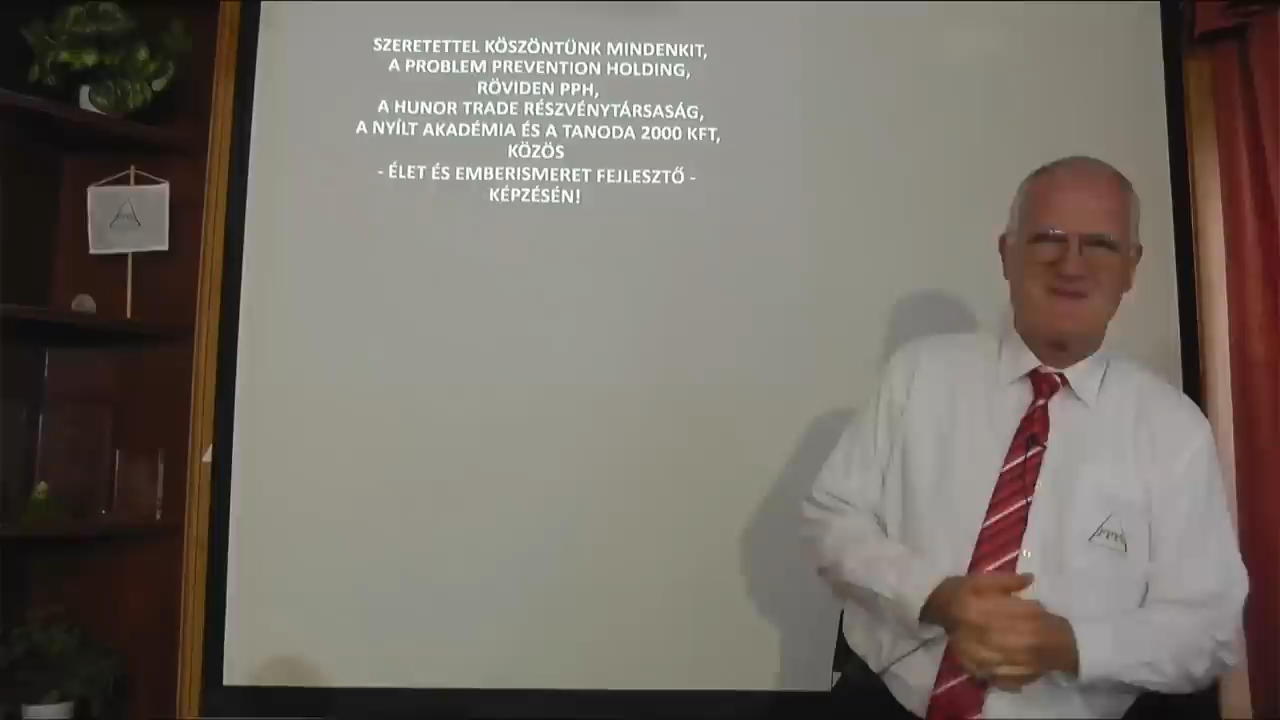 SZERETETTEL KÖSZÖNTÜNK MINDENKIT,
A PROBLEM PREVENTION HOLDING,
RÖVIDEN PPH,
A HUNOR TRADE RÉSZVÉNYTÁRSASÁG,
A NYÍLT AKADÉMIA ÉS A TANODA 2000 KFT,
KÖZÖS
- ÉLET ÉS EMBERISMERET FEJLESZTŐ -
KÉPZÉSÉN!
PPH